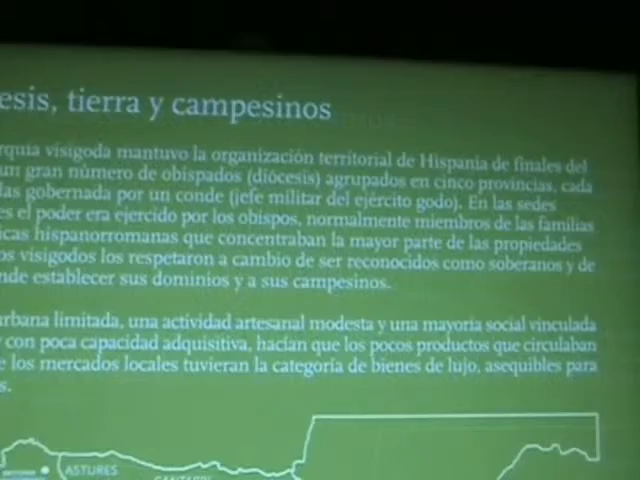 esis, tierra y campesinos
rquia visigoda mantuvo la organización territorial de Hispania de finales del
un gran número de obispados (diócesis) agrupados en cinco provincias, cada
las gobernada por un conde (jefe militar del ejército godo). En las sedes
es el poder era ejercido por los obispos, normalmente miembros de las familias
icas hispanorromanas que concentraban la mayor parte de las propiedades
os visigodos los respetaron a cambio de ser reconocidos como soberanos y de
nde establecer sus dominios y a sus campesinos.
urbana limitada, una actividad artesanal modesta y una mayoría social vinculada
y con poca capacidad adquisitiva, hacían que los pocos productos que circulaban
e los mercados locales tuvieran la categoría de bienes de lujo, asequibles para
s.
ASTURES